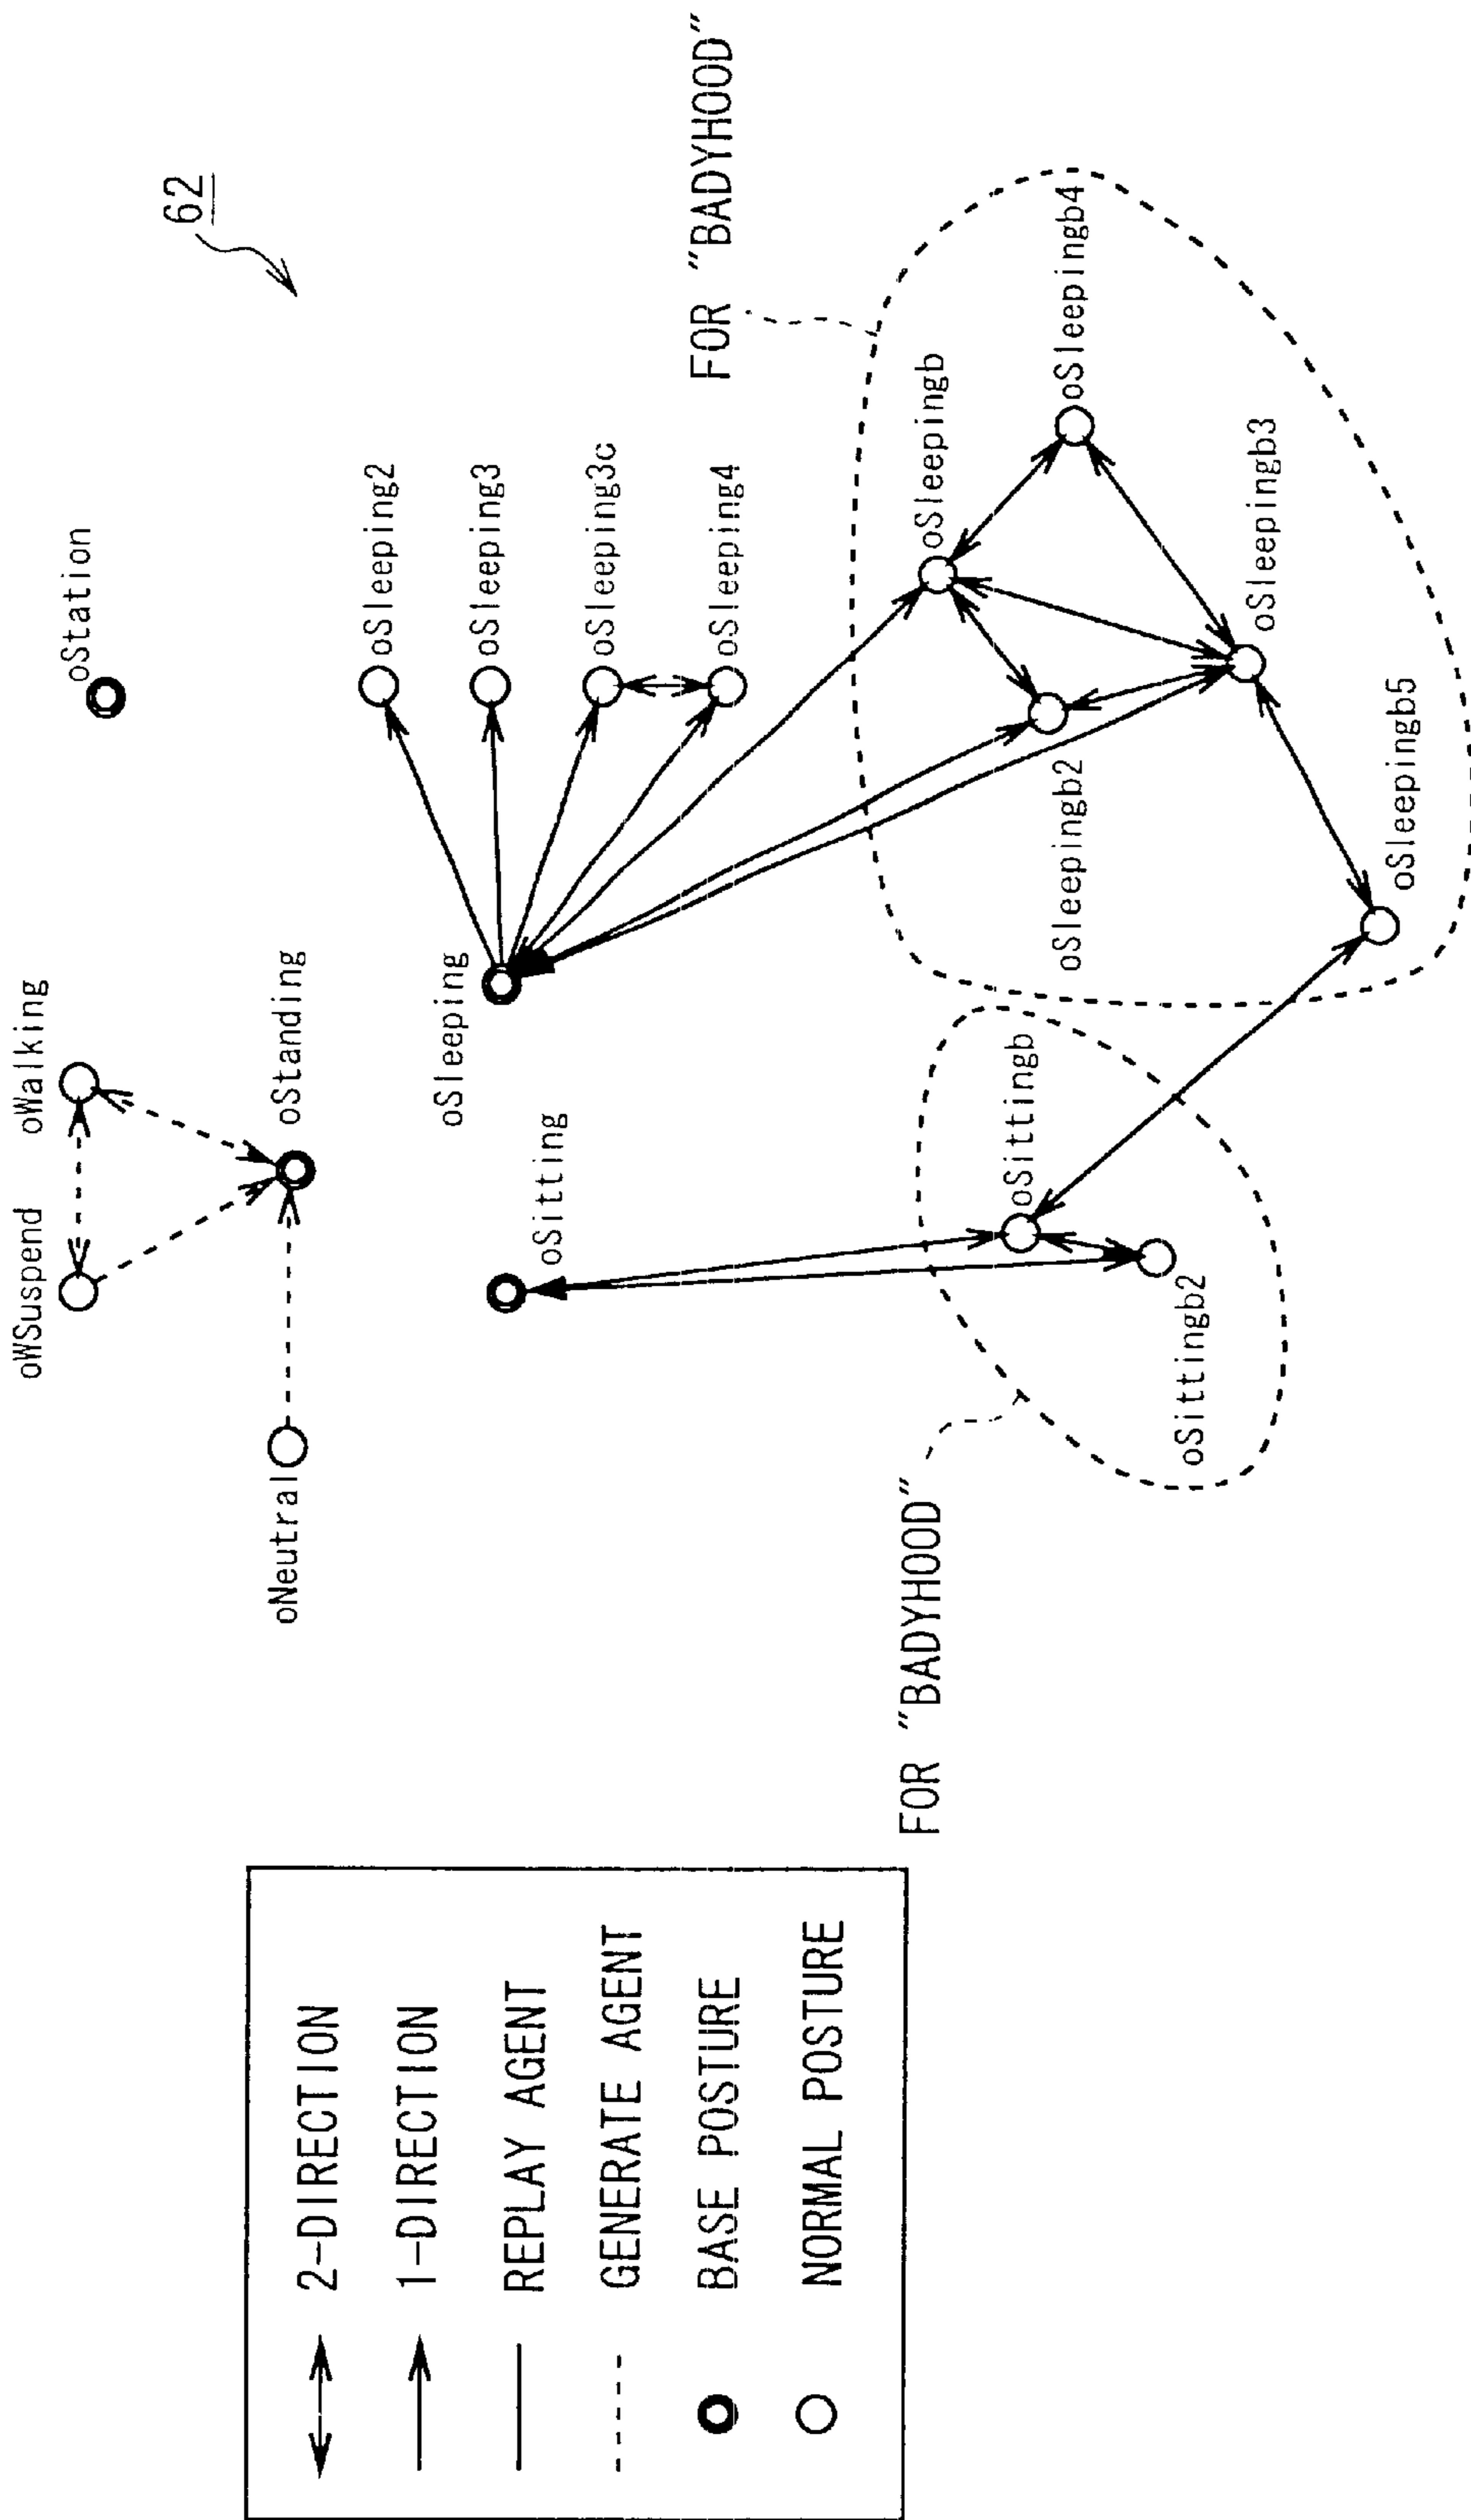 62
oWSuspend
oWalking
oStation
oNeutral
oStanding
oSleeping2
oSleeping
oSleeping3
oSitting
oSleeping3c
oSleeping4
FOR "BADYHOOD"
oSleepingb
oSittingb
oSleepingb4
oSleepingb2
oSittingb2
oSleepingb3
oSleepingb5
FOR "BADYHOOD"
2-DIRECTION
1-DIRECTION
REPLAY AGENT
GENERATE AGENT
BASE POSTURE
NORMAL POSTURE